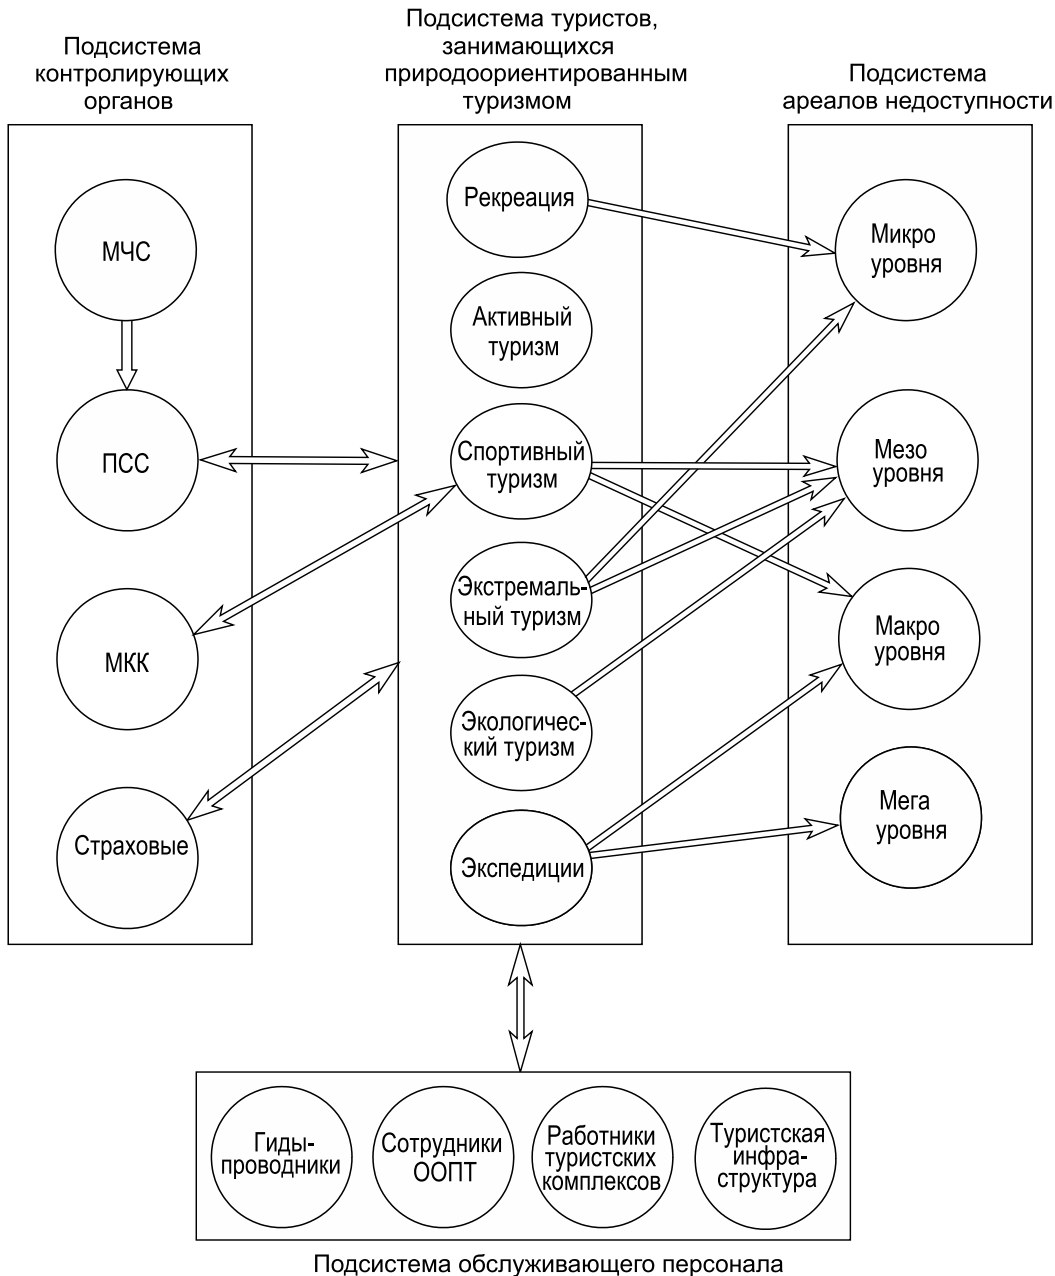 Подсистема
контролирующих
органов
МЧС
ПСС
МКК
Страховые
Подсистема туристов,
занимающихся
природоориентированным
туризмом
Рекреация
Активный
туризм
Спортивный
туризм
Экстремаль-
ный туризм
Экологичес-
кий туризм
Экспедиции
Подсистема
ареалов недоступности
Микро
уровня
Мезо
уровня
Макро
уровня
Мега
уровня
Гиды-
проводники
Сотрудники
ООПТ
Работники
туристских
комплексов
Туристская
инфра-
структура
Подсистема обслуживающего персонала